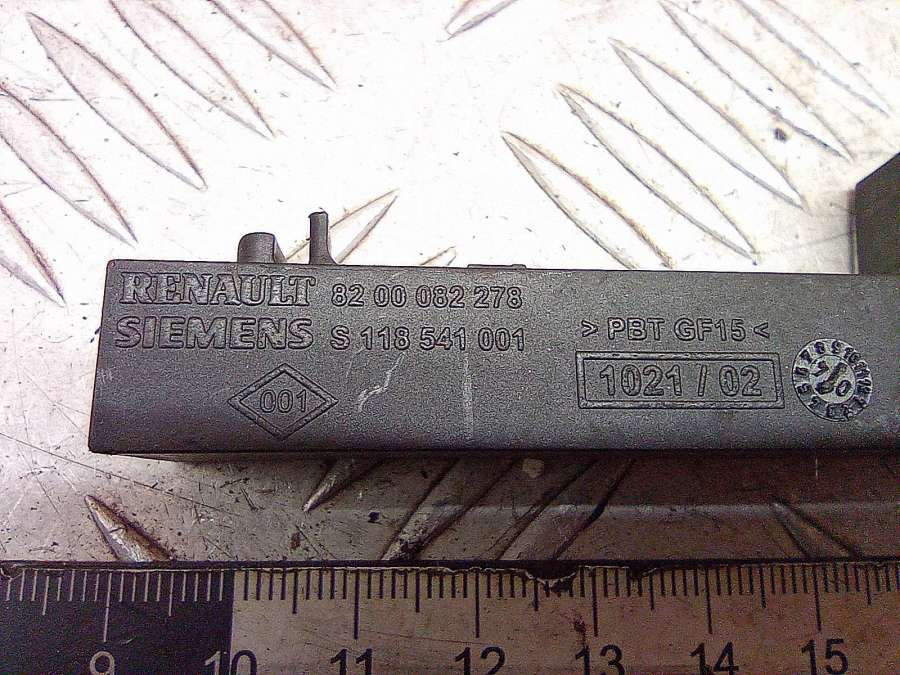 RENAULT 82 00 082 278
SIEMENS S 118 541 001
> PBT GF15 <
1021 / 02
001
9 10 11 12 13 14 15